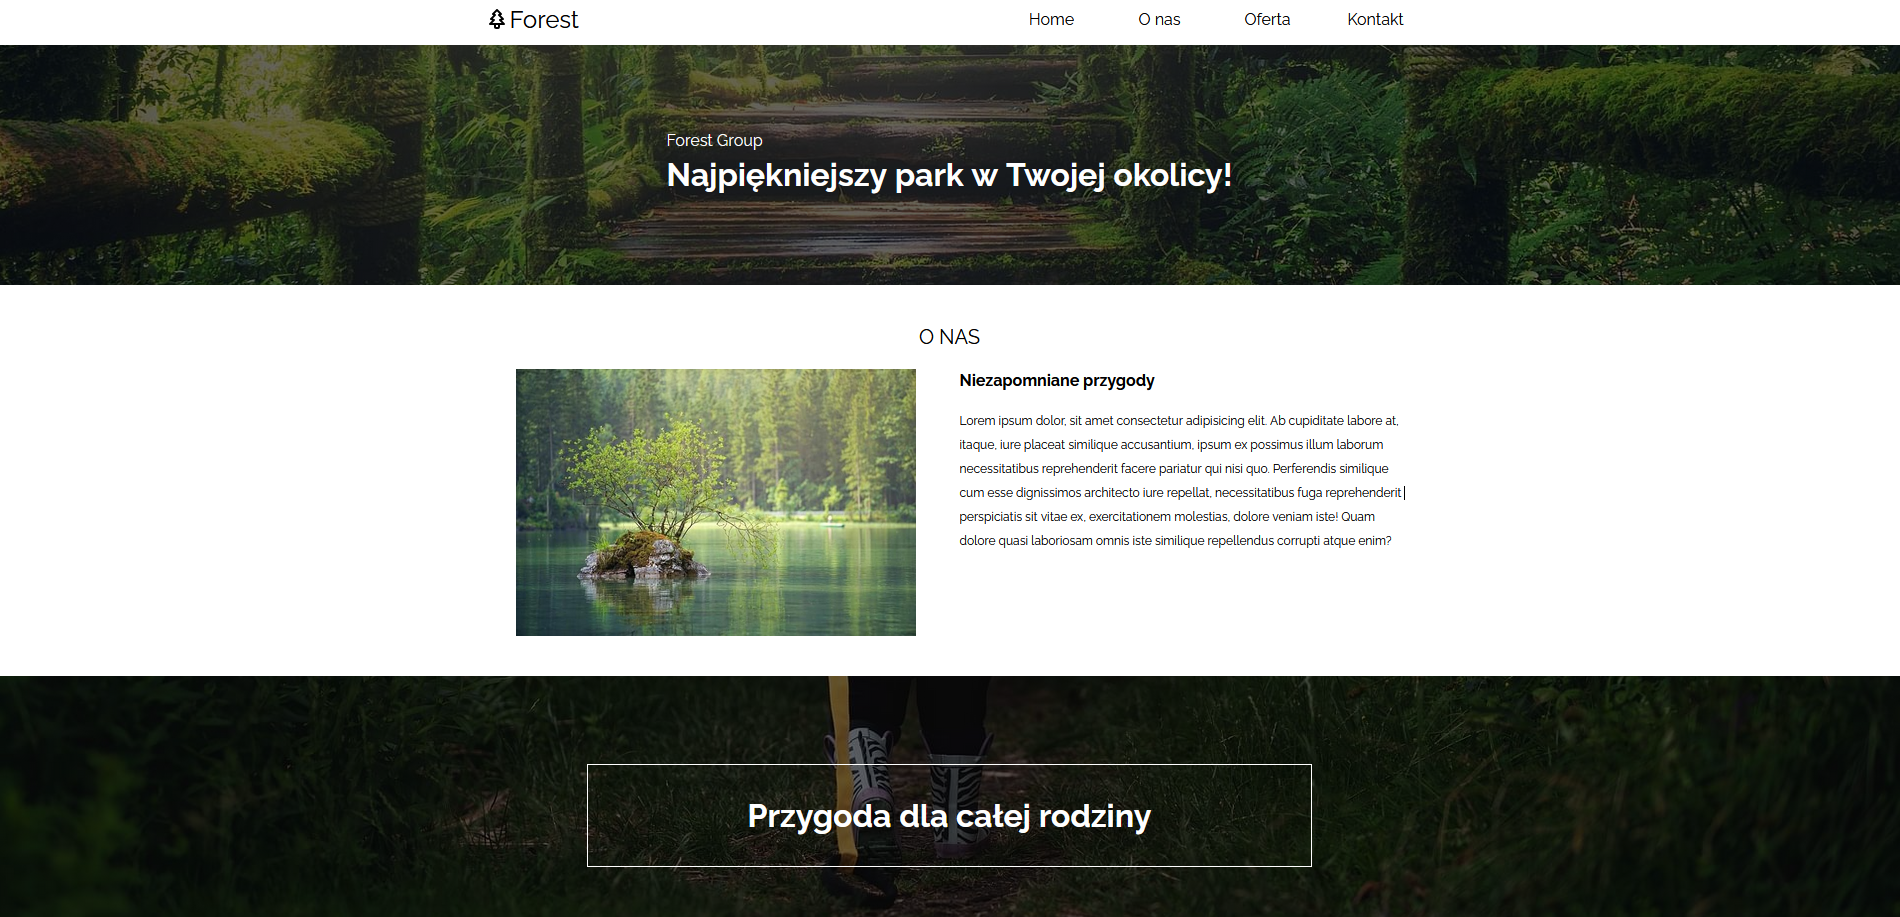 Forest
Home
O nas
Oferta
Kontakt
Forest Group
Najpiękniejszy park w Twojej okolicy!
O NAS
Niezapomniane przygody
Lorem ipsum dolor, sit amet consectetur adipisicing elit. Ab cupiditate labore at,
itaque, iure placeat similique accusantium, ipsum ex possimus illum laborum
necessitatibus reprehenderit facere pariatur qui nisi quo. Perferendis similique
cum esse dignissimos architecto iure repellat, necessitatibus fuga reprehenderit
perspiciatis sit vitae ex, exercitationem molestias, dolore veniam iste! Quam
dolore quasi laboriosam omnis iste similique repellendus corrupti atque enim?
Przygoda dla całej rodziny